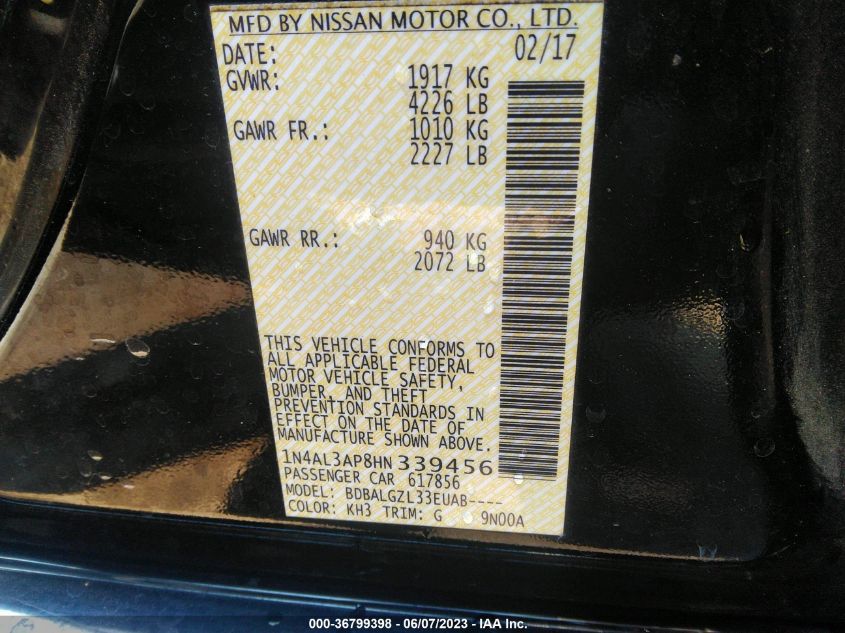 MFD BY NISSAN MOTOR CO., LTD.
DATE: 02/17
GVWR: 1917 KG
4226 LB
GAWR FR.: 1010 KG
2227 LB
GAWR RR.: 940 KG
2072 LB
THIS VEHICLE CONFORMS TO
ALL APPLICABLE FEDERAL
MOTOR VEHICLE SAFETY,
BUMPER, AND THEFT
PREVENTION STANDARDS IN
EFFECT ON THE DATE OF
MANUFACTURE SHOWN ABOVE.
1N4AL3AP8HN339456
PASSENGER CAR 617856
MODEL: BDBALGZL33EUAB----
COLOR: KH3 TRIM: G 9N00A
000-36799398 - 06/07/2023 - IAA Inc.